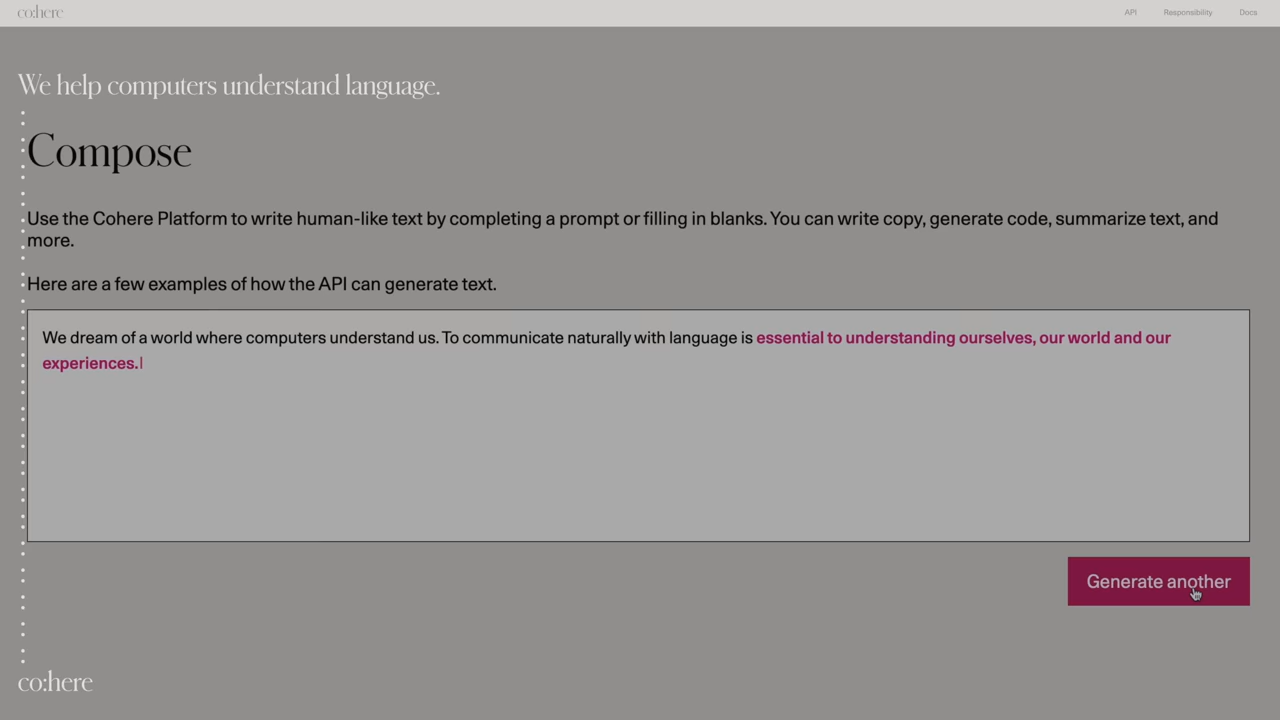 co:here
API Responsibility Docs
We help computers understand language.
Compose
Use the Cohere Platform to write human-like text by completing a prompt or filling in blanks. You can write copy, generate code, summarize text, and
more.
Here are a few examples of how the API can generate text.
We dream of a world where computers understand us. To communicate naturally with language is essential to understanding ourselves, our world and our
experiences.
Generate another
co:here